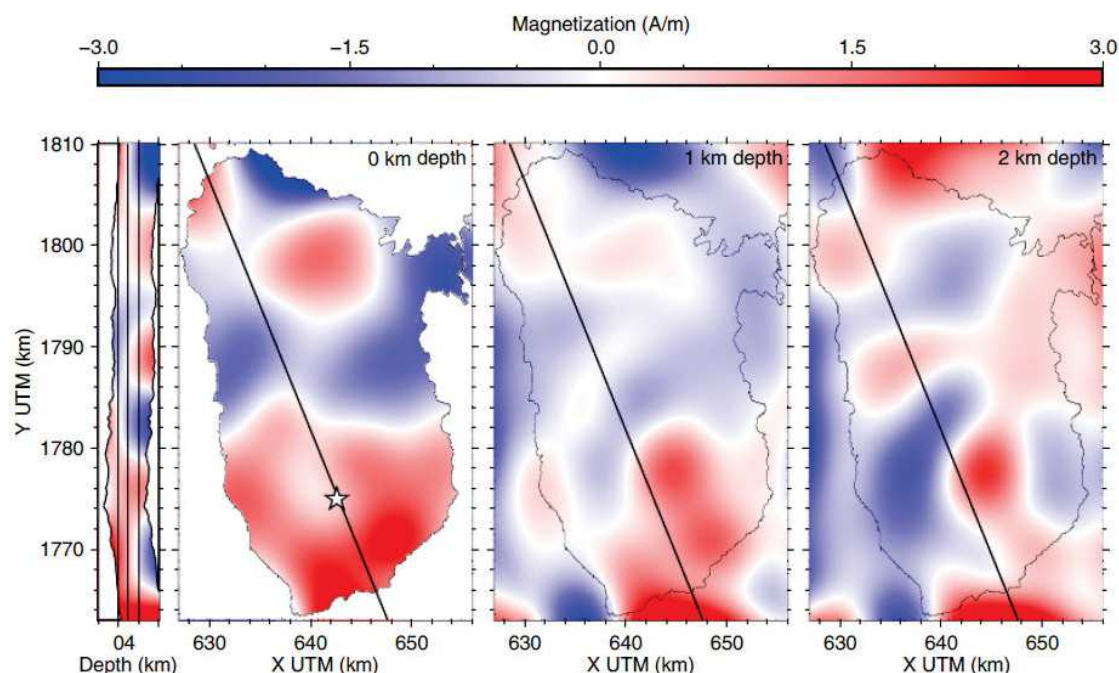 Magnetization (A/m)
−3.0 −1.5 0.0 1.5 3.0
0 km depth 1 km depth 2 km depth
1810
1800
1790
1780
1770
Y UTM (km)
04 630 640 650 630 640 650 630 640 650
Depth (km) X UTM (km) X UTM (km) X UTM (km)